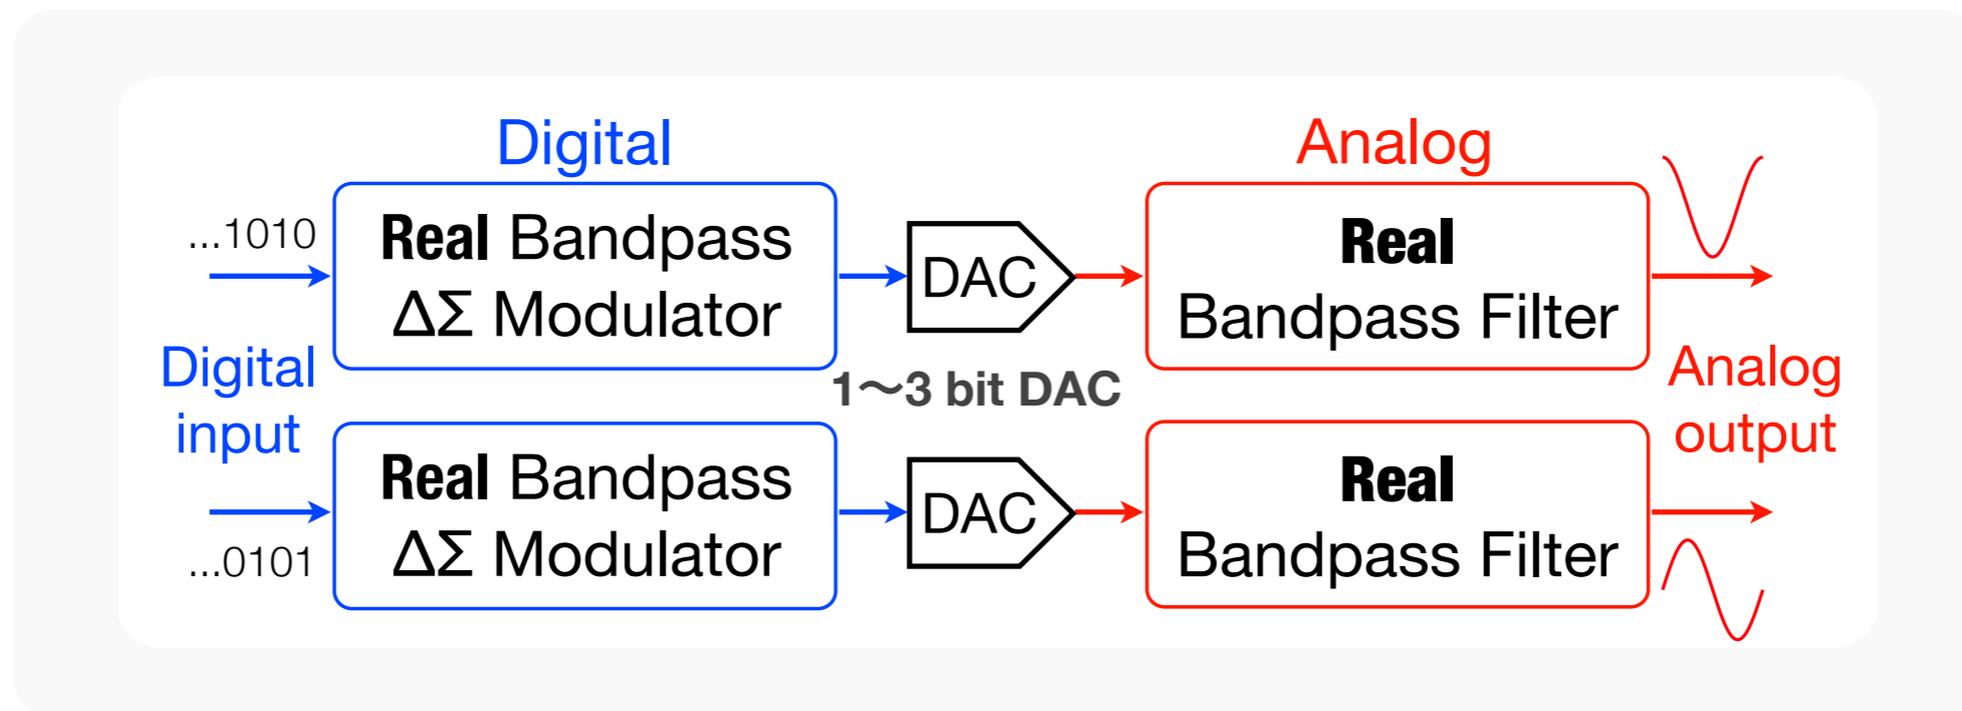 Digital
Analog
...1010
Real Bandpass
ΔΣ Modulator
DAC
Real
Bandpass Filter
Digital
input
1〜3 bit DAC
Analog
output
Real Bandpass
ΔΣ Modulator
DAC
Real
Bandpass Filter
...0101